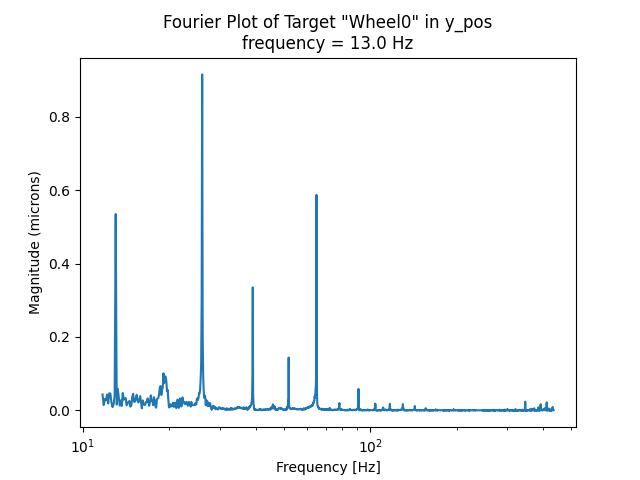 Fourier Plot of Target "Wheel0" in y_pos
frequency = 13.0 Hz
Magnitude (microns)
0.8
0.6
0.4
0.2
0.0
10¹
10²
Frequency [Hz]